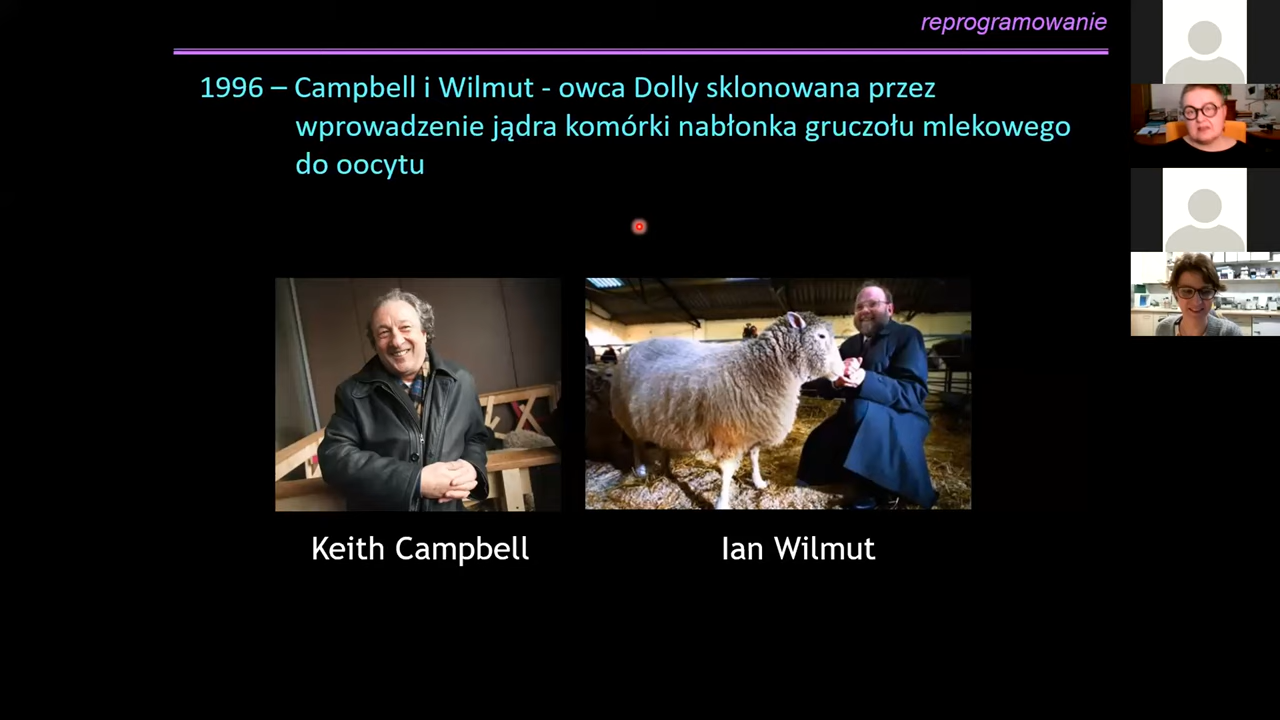 reprogramowanie
1996 – Campbell i Wilmut - owca Dolly sklonowana przez
wprowadzenie jądra komórki nabłonka gruczołu mlekowego
do oocytu
Keith Campbell
Ian Wilmut